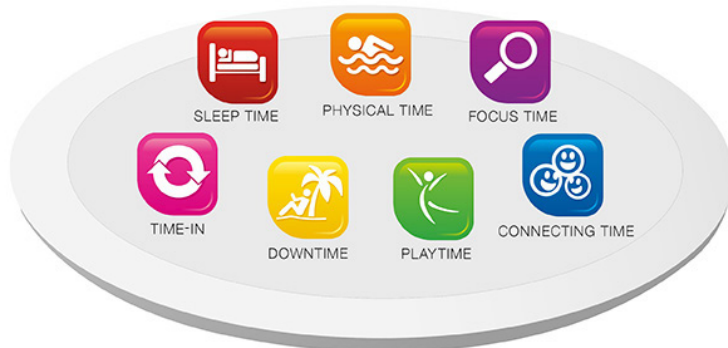 SLEEP TIME
PHYSICAL TIME
FOCUS TIME
TIME-IN
DOWNTIME
PLAYTIME
CONNECTING TIME